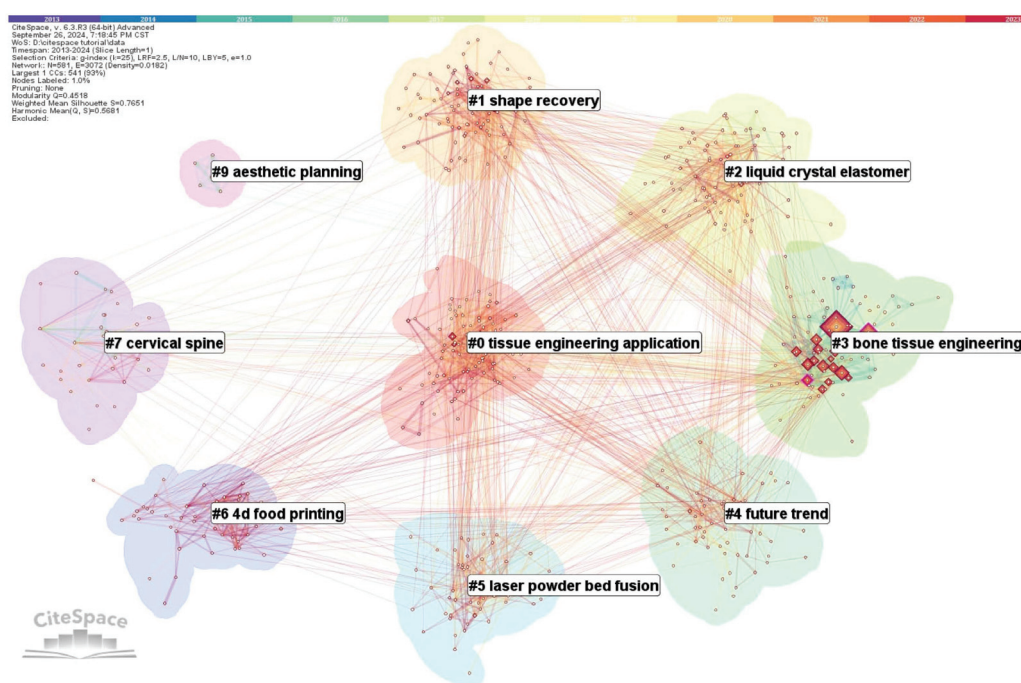 2013 2014 2015 2016 2017 2020 2021 2022 2023
CiteSpace, v. 6.3.R3 (64-bit) Advanced
September 26, 2024, 7:18:45 PM CST
WoS: D:\citespace tutorial\data
Timespan: 2013-2024 (Slice Length=1)
Selection Criteria: g-index (k=25), LRF=2.5, L/N=10, LBY=5, e=1.0
Network: N=581, E=3072 (Density=0.0182)
Largest 1 CCs: 541 (93%)
Nodes Labeled: 1.0%
Pruning: None
Modularity Q=0.4518
Weighted Mean Silhouette S=0.7651
Harmonic Mean(Q, S)=0.5681
Excluded:
#1 shape recovery
#9 aesthetic planning
#2 liquid crystal elastomer
#7 cervical spine
#0 tissue engineering application
#3 bone tissue engineering
#6 4d food printing
#4 future trend
#5 laser powder bed fusion
CiteSpace